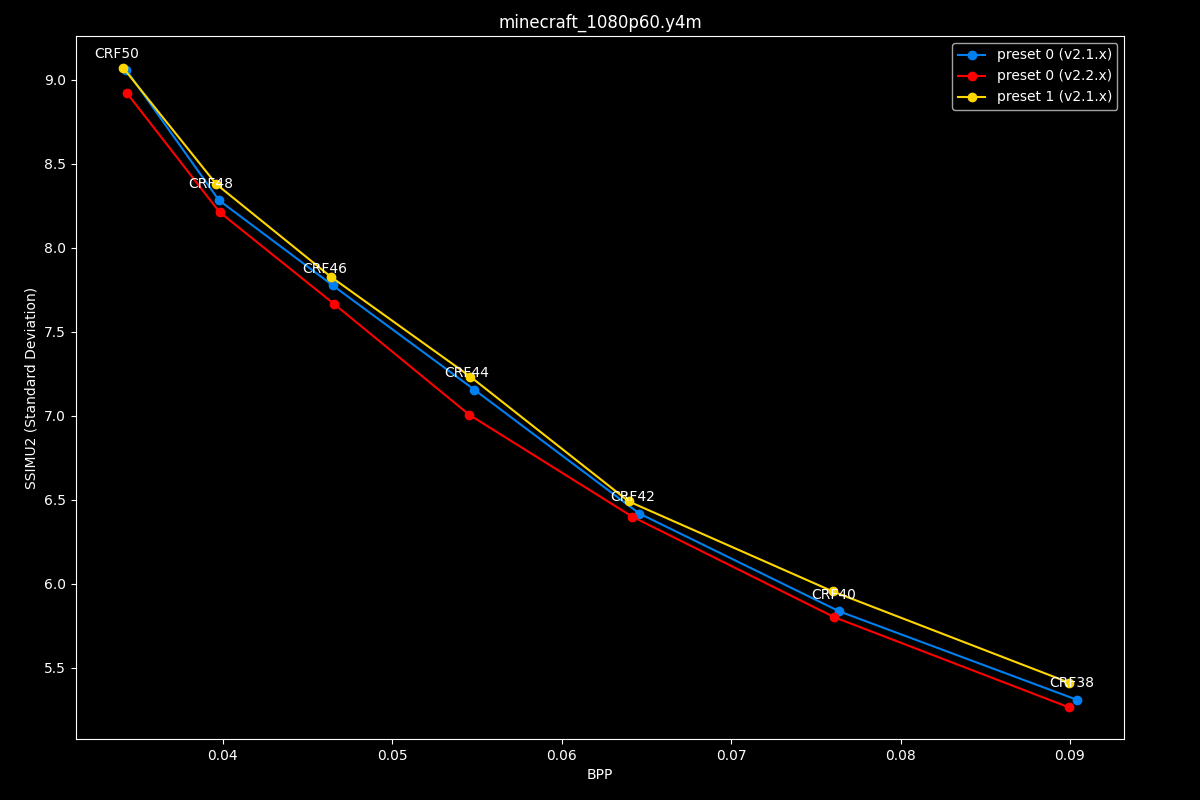 minecraft_1080p60.y4m
preset 0 (v2.1.x)
preset 0 (v2.2.x)
preset 1 (v2.1.x)
CRF50
CRF48
CRF46
CRF44
CRF42
CRF40
CRF38
9.0
8.5
8.0
7.5
7.0
6.5
6.0
5.5
SSIMU2 (Standard Deviation)
0.04 0.05 0.06 0.07 0.08 0.09
BPP